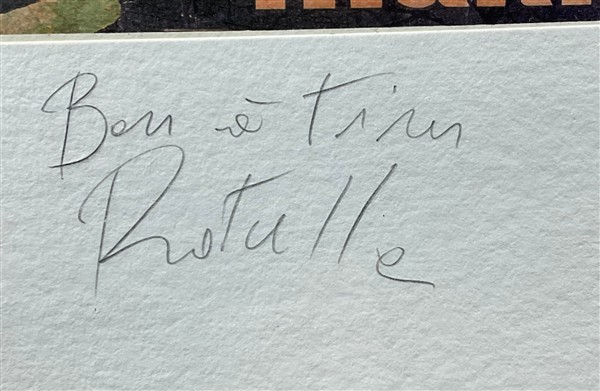 Bon à tirer
Rotella